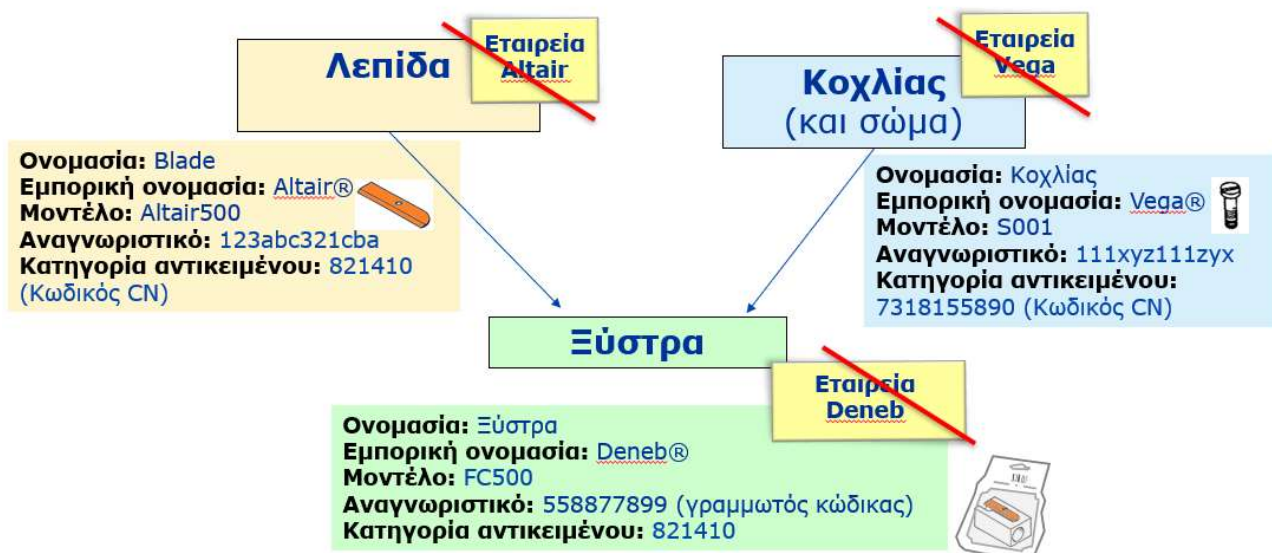 Λεπίδα
Εταιρεία
Altair
Εταιρεία
Vega
Κοχλίας
(και σώμα)
Ονομασία: Blade
Εμπορική ονομασία: Altair®
Μοντέλο: Altair500
Αναγνωριστικό: 123abc321cba
Κατηγορία αντικειμένου: 821410
(Κωδικός CN)
Ονομασία: Κοχλίας
Εμπορική ονομασία: Vega®
Μοντέλο: S001
Αναγνωριστικό: 111xyz111zyx
Κατηγορία αντικειμένου:
7318155890 (Κωδικός CN)
Ξύστρα
Εταιρεία
Deneb
Ονομασία: Ξύστρα
Εμπορική ονομασία: Deneb®
Μοντέλο: FC500
Αναγνωριστικό: 558877899 (γραμμωτός κώδικας)
Κατηγορία αντικειμένου: 821410